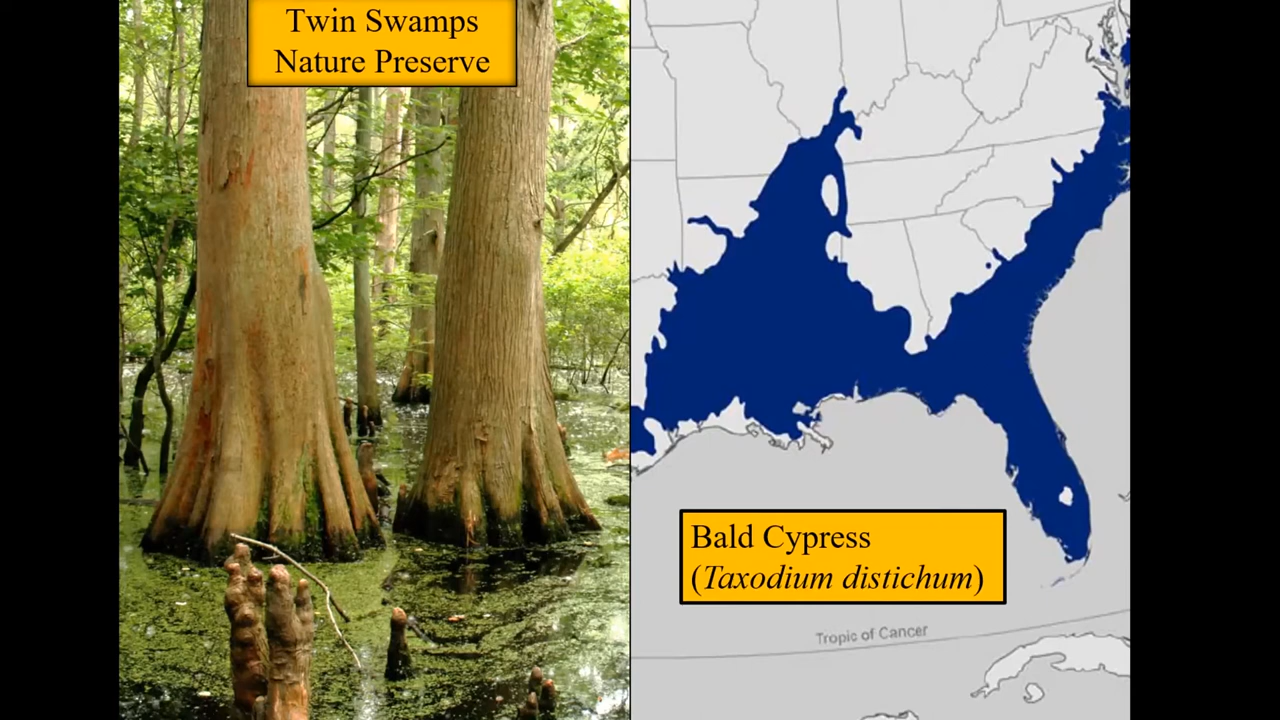 Twin Swamps
Nature Preserve
Bald Cypress
(Taxodium distichum)
Tropic of Cancer